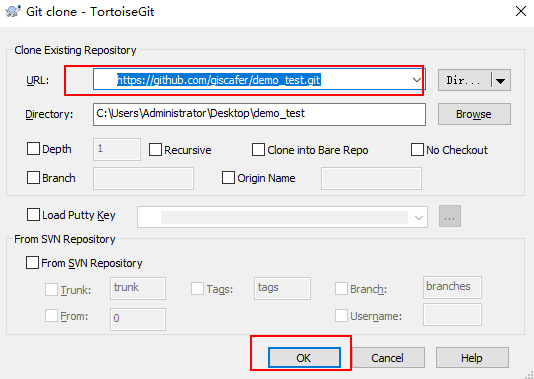 Git clone - TortoiseGit
Clone Existing Repository
URL: https://github.com/giscafer/demo_test.git Dir...
Directory: C:\Users\Administrator\Desktop\demo_test Browse
Depth 1 Recursive Clone into Bare Repo No Checkout
Branch Origin Name
Load Putty Key ...
From SVN Repository
From SVN Repository
Trunk: trunk Tags: tags Branch: branches
From: 0 Username:
OK Cancel Help